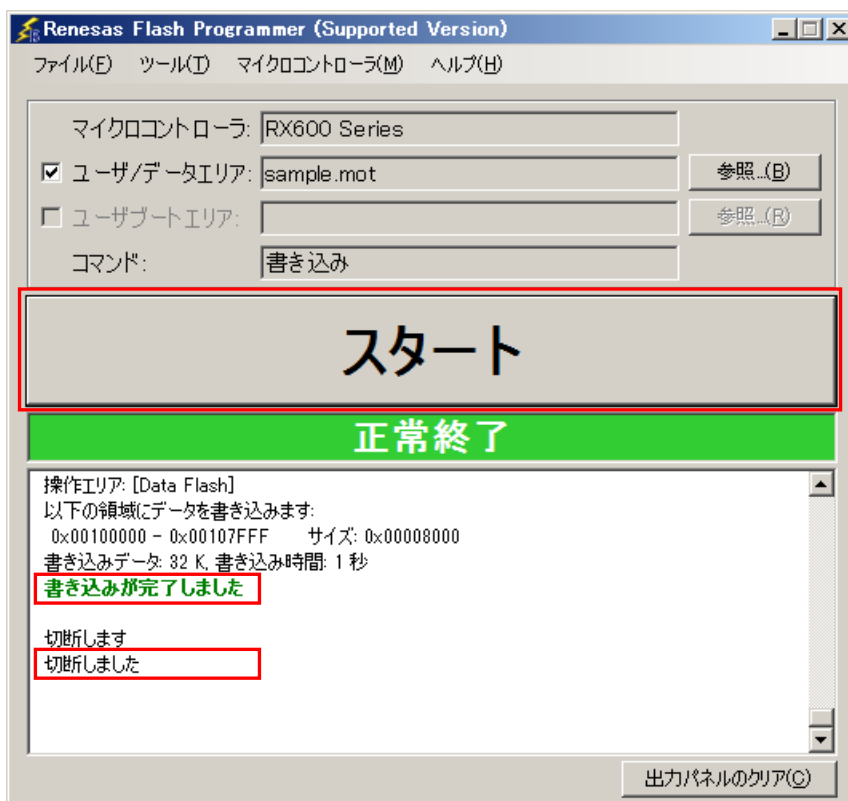 Renesas Flash Programmer (Supported Version)
ファイル(F) ツール(T) マイクロコントローラ(M) ヘルプ(H)
マイクロコントローラ: RX600 Series
ユーザ/データエリア: sample.mot 参照...(B)
ユーザブートエリア: 参照...(R)
コマンド: 書き込み
スタート
正常終了
操作エリア: [Data Flash]
以下の領域にデータを書き込みます:
0x00100000 - 0x00107FFF サイズ: 0x00008000
書き込みデータ: 32 K, 書き込み時間: 1 秒
書き込みが完了しました
切断します
切断しました
出力パネルのクリア(C)